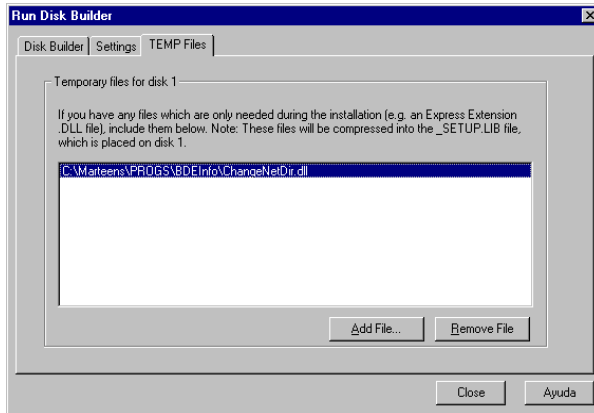 Run Disk Builder
Disk Builder Settings TEMP Files
Temporary files for disk 1
If you have any files which are only needed during the installation (e.g. an Express Extension
.DLL file), include them below. Note: These files will be compressed into the _SETUP.LIB file,
which is placed on disk 1.
C:\Marteens\PROGS\BDEInfo\ChangeNetDir.dll
Add File... Remove File
Close Ayuda